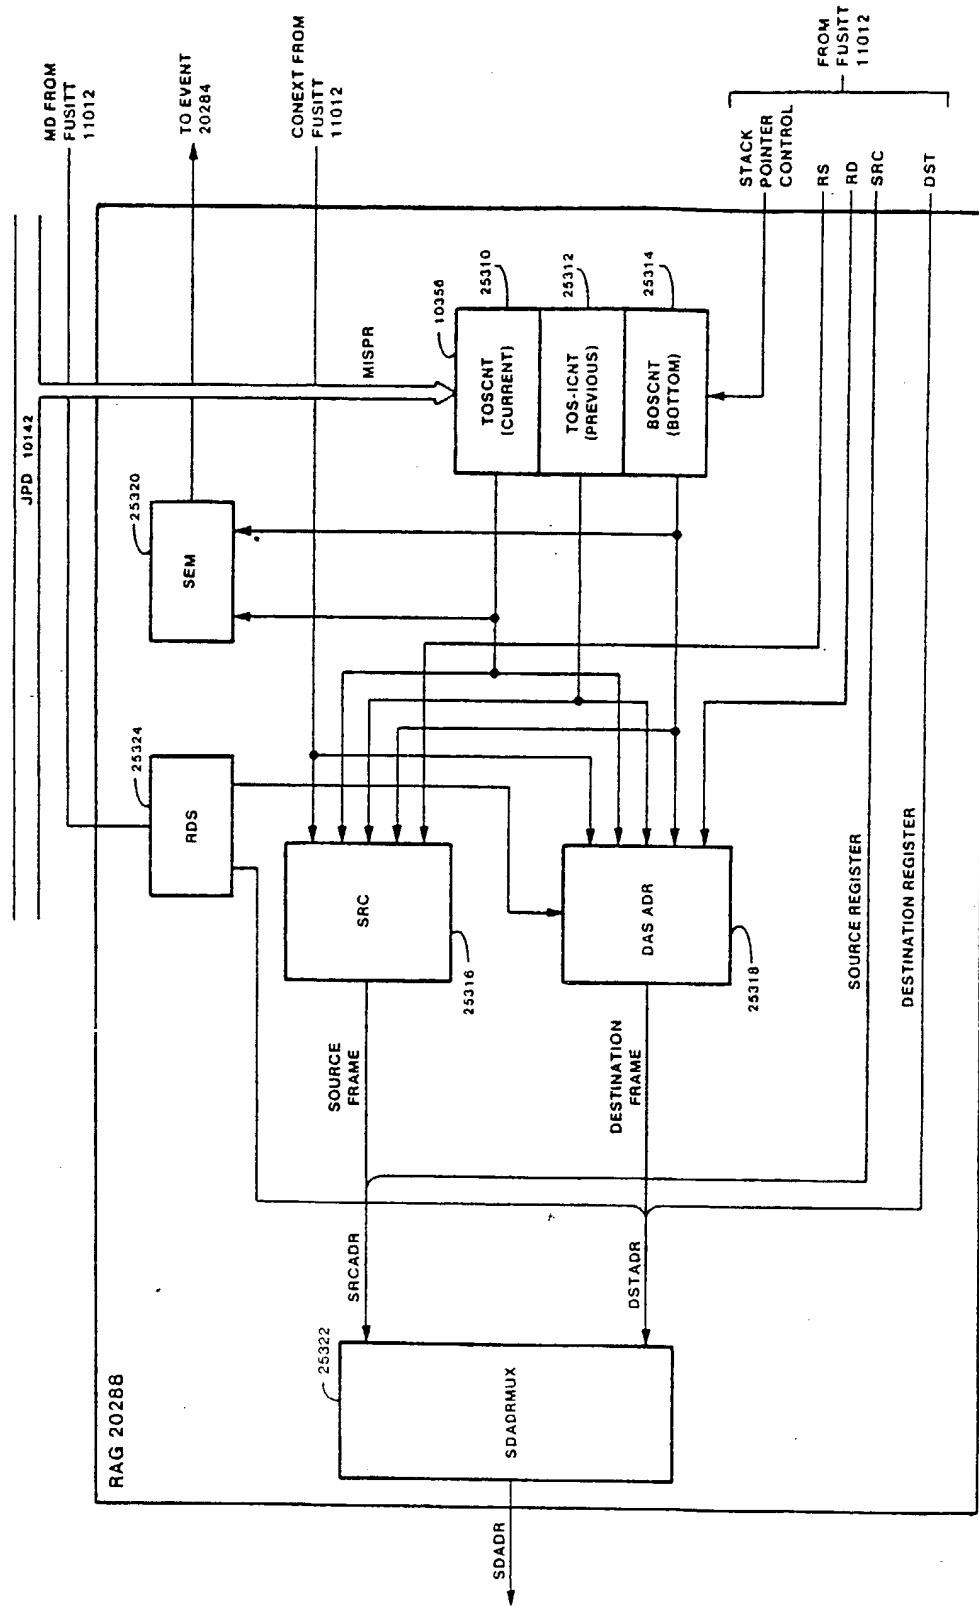 JPD 10142
MD FROM
FUSITT
11012
TO EVENT
20284
CONEXT FROM
FUSITT
11012
RAG 20288
25324
RDS
25320
SEM
MISPR
10356
TOSCNT
(CURRENT)
25310
TOS-ICNT
(PREVIOUS)
25312
BOSCNT
(BOTTOM)
25314
STACK
POINTER
CONTROL
FROM
FUSITT
11012
RS
RD
SRC
DST
25322
SDADRMUX
SDADR
SRCADR
SOURCE
FRAME
SRC
25316
DSTADR
DESTINATION
FRAME
DAS ADR
25318
SOURCE REGISTER
DESTINATION REGISTER